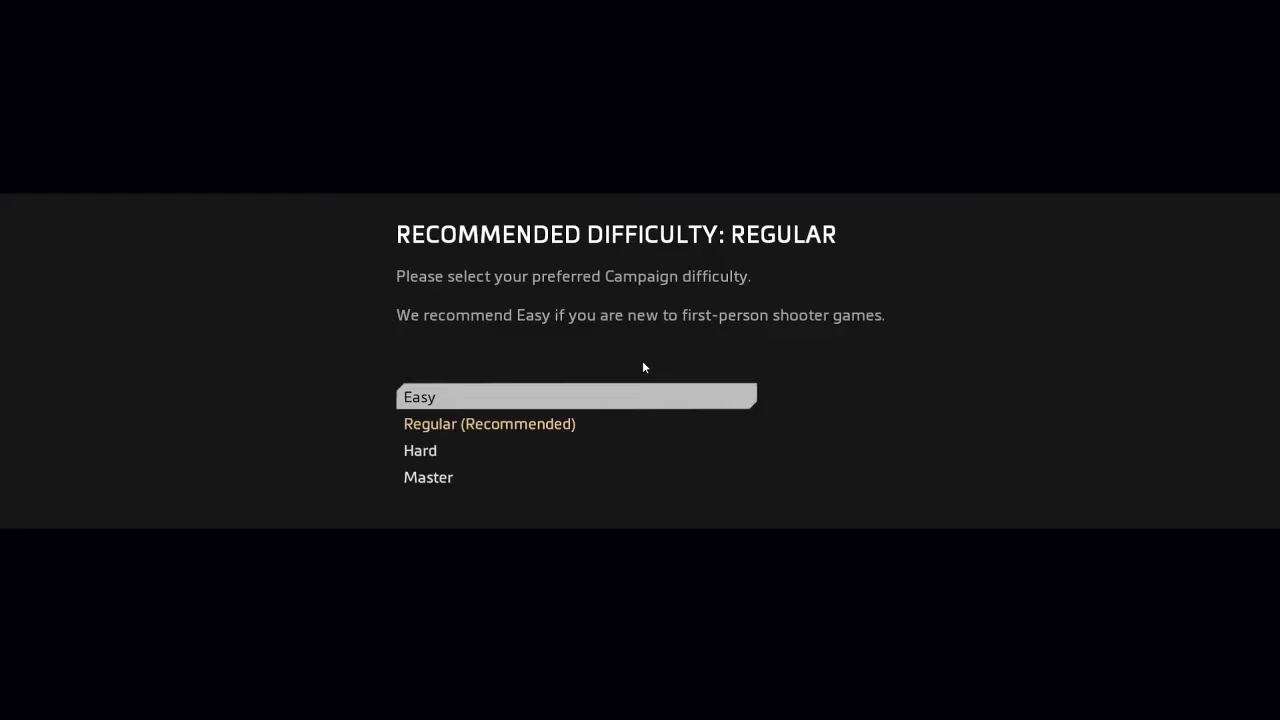 RECOMMENDED DIFFICULTY: REGULAR
Please select your preferred Campaign difficulty.
We recommend Easy if you are new to first-person shooter games.
Easy
Regular (Recommended)
Hard
Master